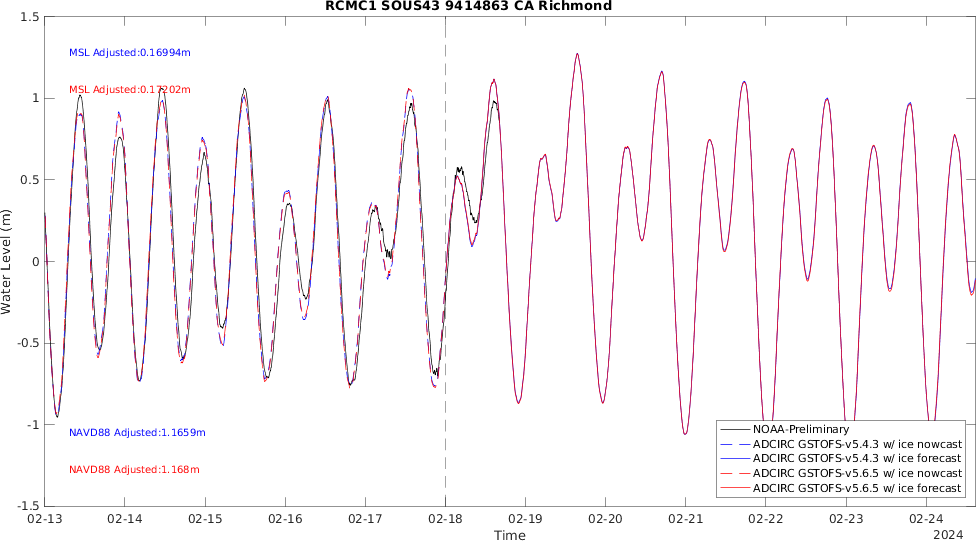 RCMC1 SOUS43 9414863 CA Richmond
1.5
MSL Adjusted:0.16994m
MSL Adjusted:0.17202m
1
0.5
0
Water Level (m)
-0.5
-1
NAVD88 Adjusted:1.1659m
NAVD88 Adjusted:1.168m
NOAA-Preliminary
ADCIRC GSTOFS-v5.4.3 w/ ice nowcast
ADCIRC GSTOFS-v5.4.3 w/ ice forecast
ADCIRC GSTOFS-v5.6.5 w/ ice nowcast
ADCIRC GSTOFS-v5.6.5 w/ ice forecast
-1.5
02-13 02-14 02-15 02-16 02-17 02-18 02-19 02-20 02-21 02-22 02-23 02-24
Time
2024